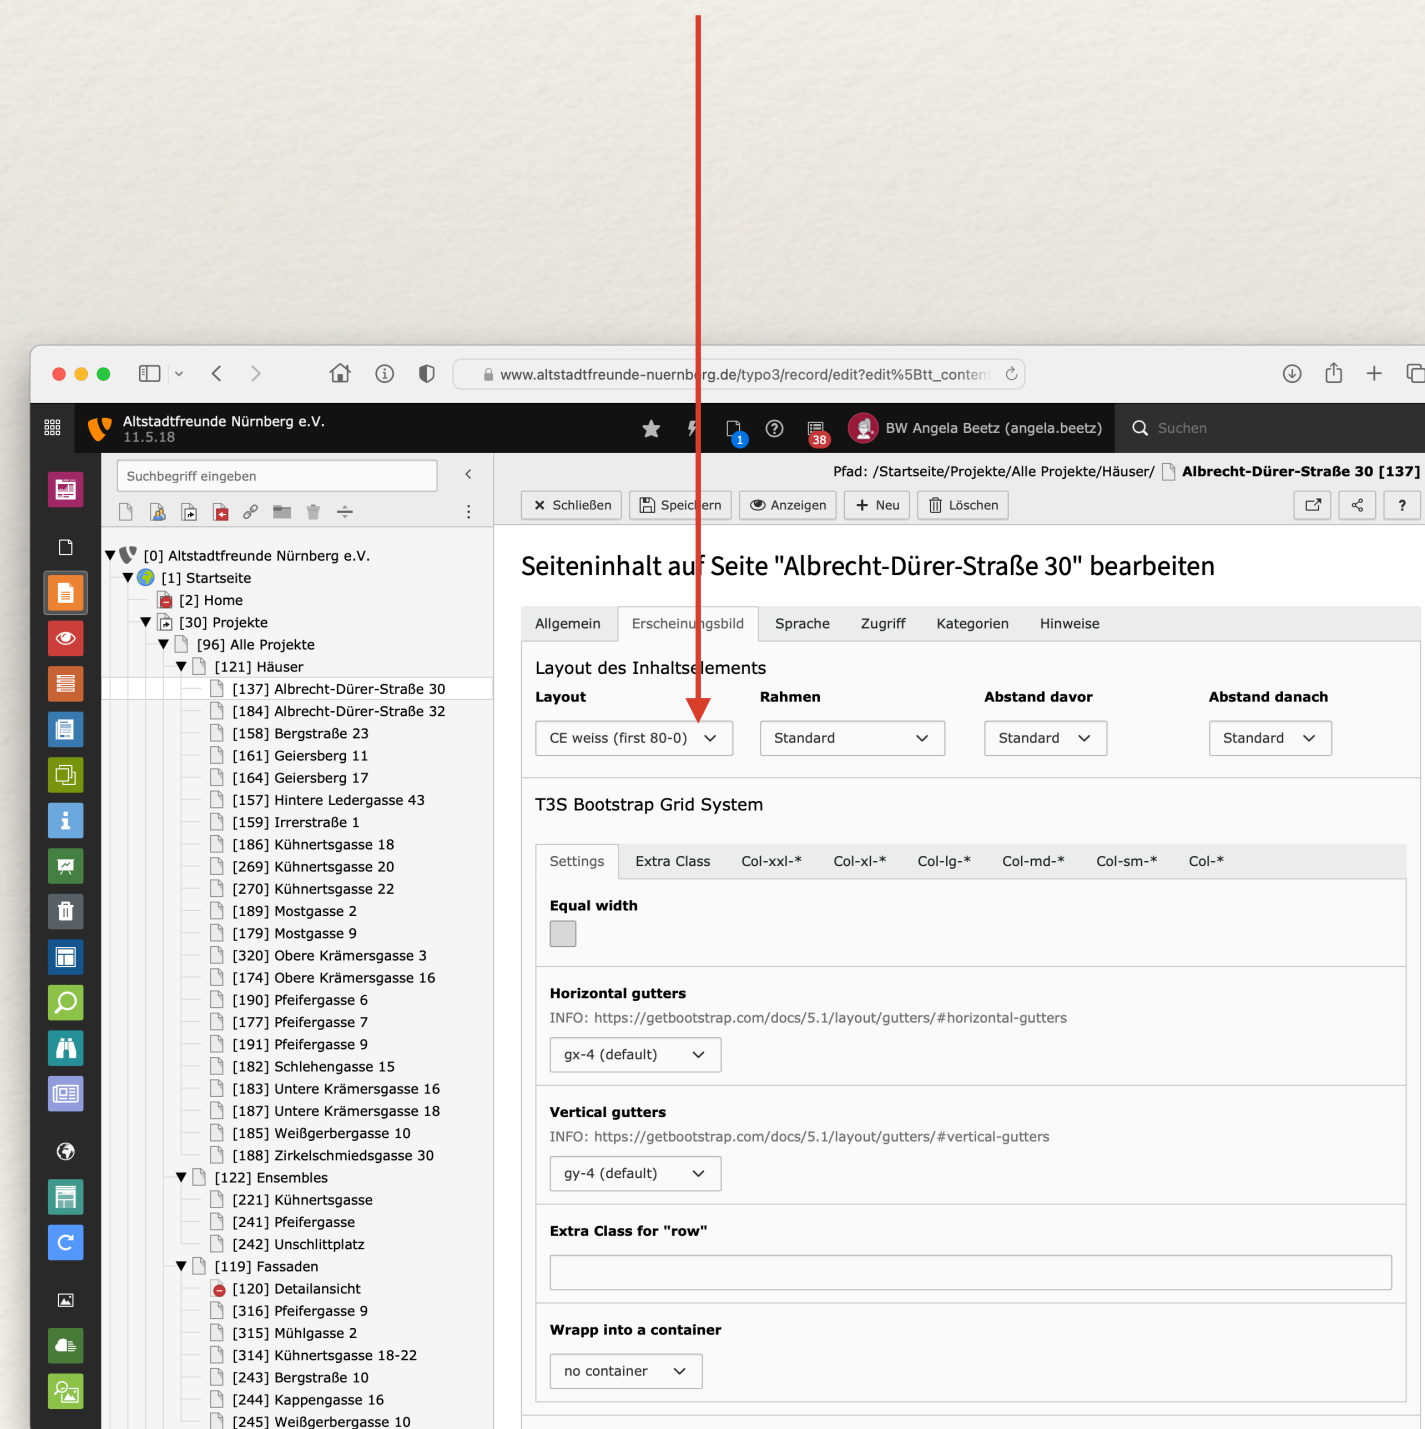 www.altstadtfreunde-nuernberg.de/typo3/record/edit?edit%5Btt_conten
Altstadtfreunde Nürnberg e.V.
11.5.18
1
38
BW Angela Beetz (angela.beetz)
Suchen
Suchbegriff eingeben
Pfad: /Startseite/Projekte/Alle Projekte/Häuser/ Albrecht-Dürer-Straße 30 [137]
Schließen
Speichern
Anzeigen
Neu
Löschen
?
[0] Altstadtfreunde Nürnberg e.V.
[1] Startseite
[2] Home
[30] Projekte
[96] Alle Projekte
[121] Häuser
[137] Albrecht-Dürer-Straße 30
[184] Albrecht-Dürer-Straße 32
[158] Bergstraße 23
[161] Geiersberg 11
[164] Geiersberg 17
[157] Hintere Ledergasse 43
[159] Irrerstraße 1
[186] Kühnertsgasse 18
[269] Kühnertsgasse 20
[270] Kühnertsgasse 22
[189] Mostgasse 2
[179] Mostgasse 9
[320] Obere Krämersgasse 3
[174] Obere Krämersgasse 16
[190] Pfeifergasse 6
[177] Pfeifergasse 7
[191] Pfeifergasse 9
[182] Schlehengasse 15
[183] Untere Krämersgasse 16
[187] Untere Krämersgasse 18
[185] Weißgerbergasse 10
[188] Zirkelschmiedsgasse 30
[122] Ensembles
[221] Kühnertsgasse
[241] Pfeifergasse
[242] Unschlittplatz
[119] Fassaden
[120] Detailansicht
[316] Pfeifergasse 9
[315] Mühlgasse 2
[314] Kühnertsgasse 18-22
[243] Bergstraße 10
[244] Kappengasse 16
[245] Weißgerbergasse 10
Seiteninhalt auf Seite "Albrecht-Dürer-Straße 30" bearbeiten
Allgemein
Erscheinungsbild
Sprache
Zugriff
Kategorien
Hinweise
Layout des Inhaltselements
Layout
Rahmen
Abstand davor
Abstand danach
CE weiss (first 80-0)
Standard
Standard
Standard
T3S Bootstrap Grid System
Settings
Extra Class
Col-xxl-*
Col-xl-*
Col-lg-*
Col-md-*
Col-sm-*
Col-*
Equal width
Horizontal gutters
INFO: https://getbootstrap.com/docs/5.1/layout/gutters/#horizontal-gutters
gx-4 (default)
Vertical gutters
INFO: https://getbootstrap.com/docs/5.1/layout/gutters/#vertical-gutters
gy-4 (default)
Extra Class for "row"
Wrapp into a container
no container